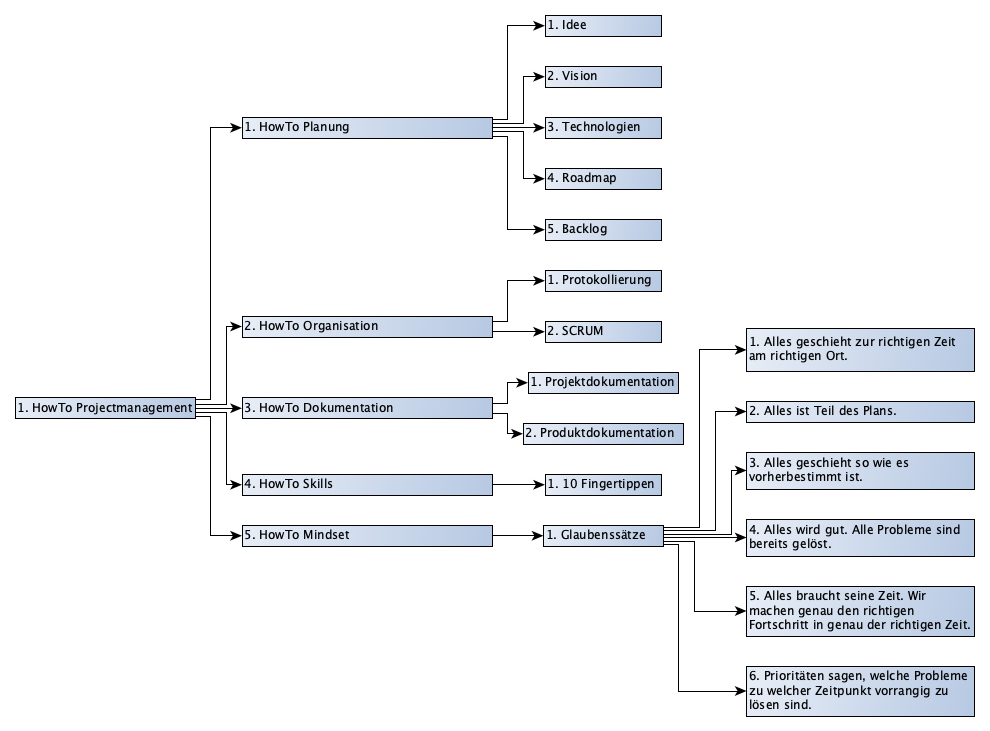 1. HowTo Projectmanagement
1. HowTo Planung
1. Idee
2. Vision
3. Technologien
4. Roadmap
5. Backlog
2. HowTo Organisation
1. Protokollierung
2. SCRUM
3. HowTo Dokumentation
1. Projektdokumentation
2. Produktdokumentation
4. HowTo Skills
1. 10 Fingertippen
5. HowTo Mindset
1. Glaubenssätze
1. Alles geschieht zur richtigen Zeit
am richtigen Ort.
2. Alles ist Teil des Plans.
3. Alles geschieht so wie es
vorherbestimmt ist.
4. Alles wird gut. Alle Probleme sind
bereits gelöst.
5. Alles braucht seine Zeit. Wir
machen genau den richtigen
Fortschritt in genau der richtigen Zeit.
6. Prioritäten sagen, welche Probleme
zu welcher Zeitpunkt vorrangig zu
lösen sind.